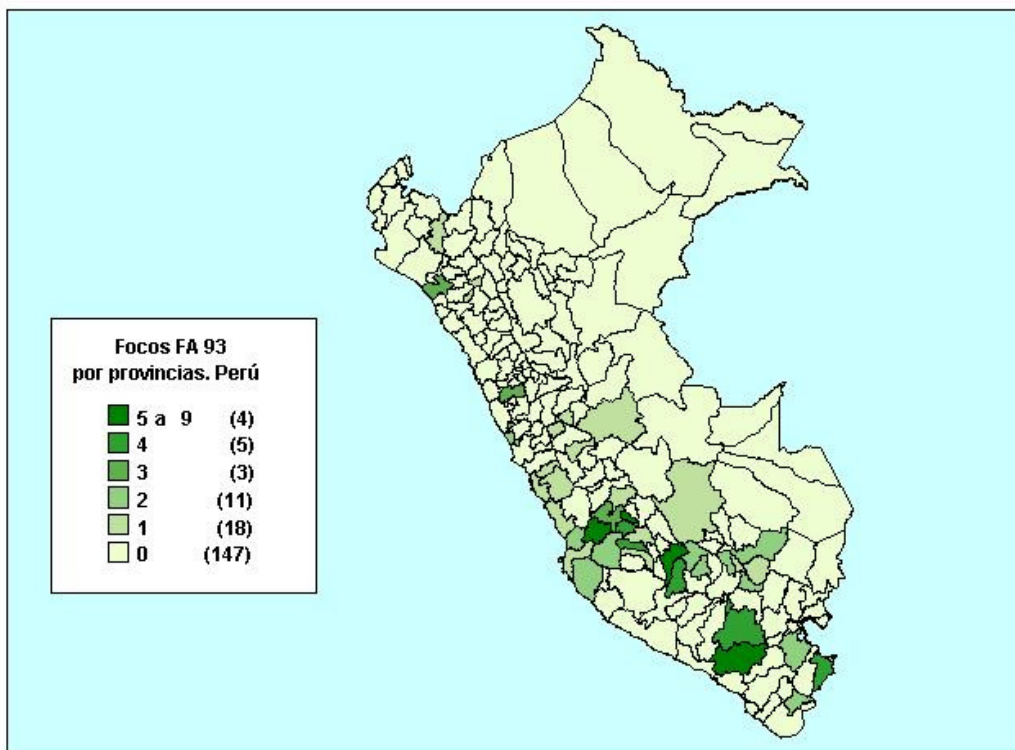 Focos FA 93
por provincias. Perú
5 a 9 (4)
4 (5)
3 (3)
2 (11)
1 (18)
0 (147)